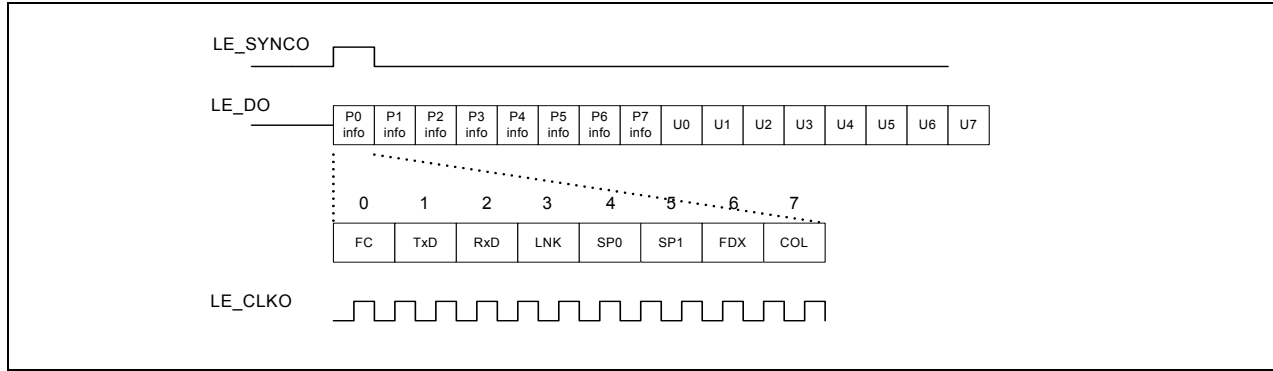 LE_SYNCO
LE_DO
P0 info P1 info P2 info P3 info P4 info P5 info P6 info P7 info U0 U1 U2 U3 U4 U5 U6 U7
0 1 2 3 4 5 6 7
FC TxD RxD LNK SP0 SP1 FDX COL
LE_CLKO